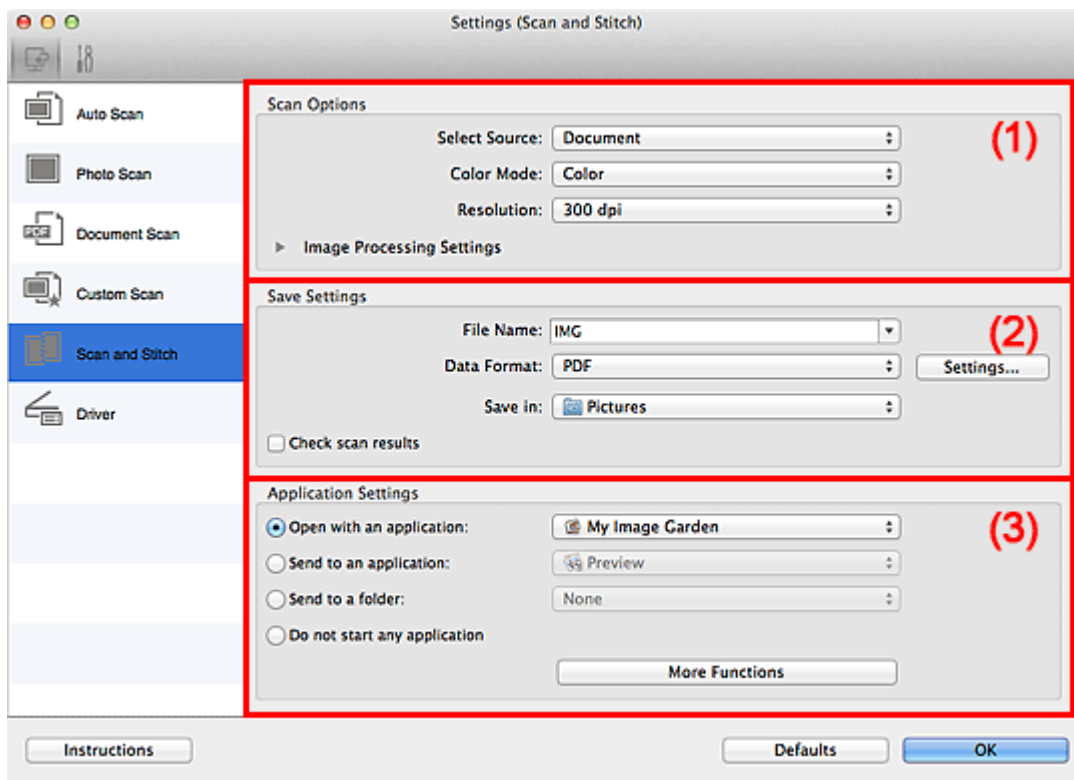 Settings (Scan and Stitch)
Auto Scan
Photo Scan
PDF
Document Scan
Custom Scan
Scan and Stitch
Driver
Scan Options
(1)
Select Source: Document
Color Mode: Color
Resolution: 300 dpi
Image Processing Settings
Save Settings
(2)
File Name: IMG
Data Format: PDF Settings...
Save in: Pictures
Check scan results
Application Settings
(3)
Open with an application: My Image Garden
Send to an application: Preview
Send to a folder: None
Do not start any application
More Functions
Instructions Defaults OK